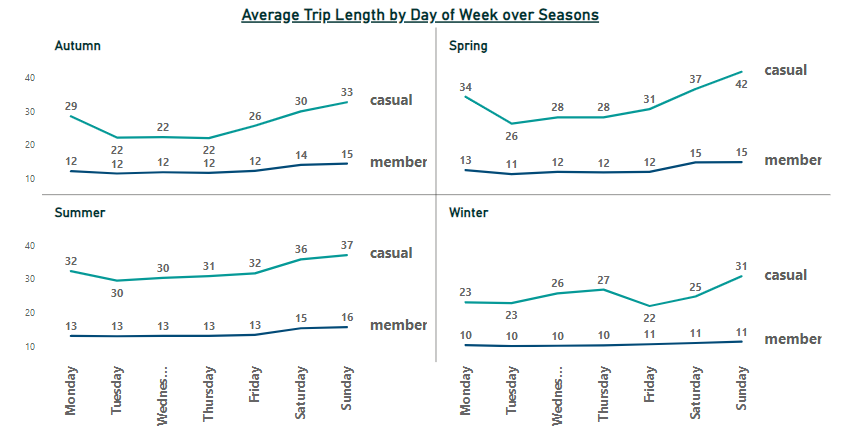 Average Trip Length by Day of Week over Seasons
Autumn
40
30
20
10
29 22 22 22 26 30 33 casual
12 12 12 12 12 14 15 member
Spring
34 26 28 28 31 37 42 casual
13 11 12 12 12 15 15 member
Summer
40
30
20
10
32 30 30 31 32 36 37 casual
13 13 13 13 13 15 16 member
Winter
23 23 26 27 22 25 31 casual
10 10 10 10 11 11 11 member
Monday Tuesday Wednes... Thursday Friday Saturday Sunday
Monday Tuesday Wednes... Thursday Friday Saturday Sunday